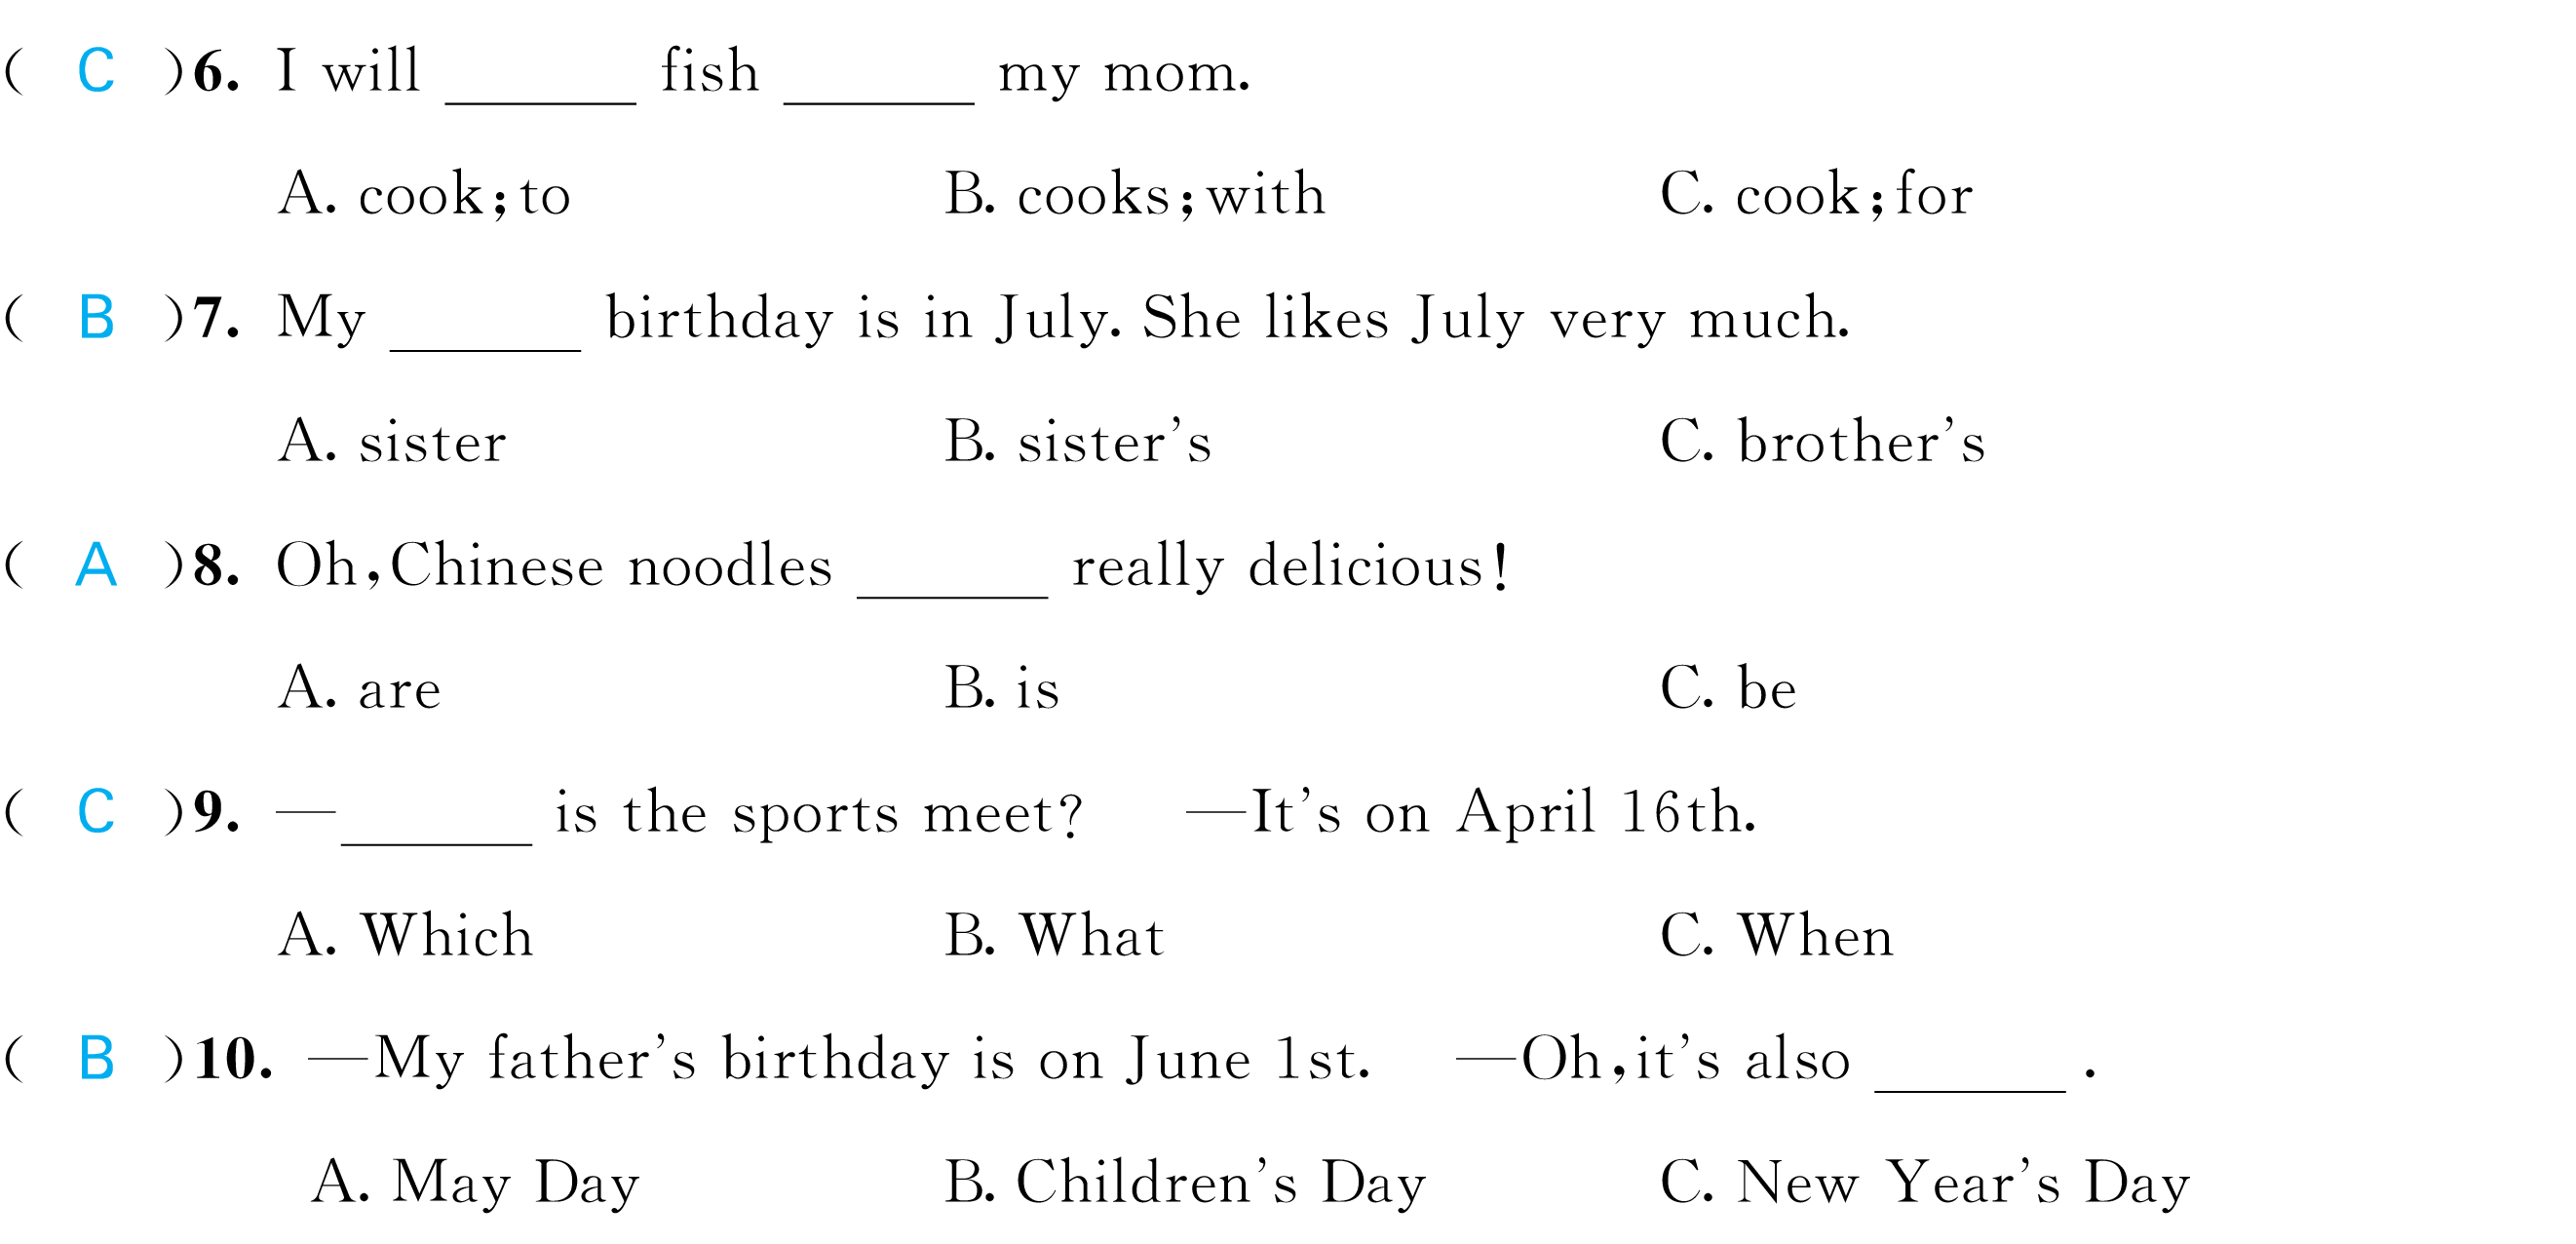 ( C )6. I will ______ fish ______ my mom.
A. cook;to B. cooks;with C. cook;for
( B )7. My ______ birthday is in July. She likes July very much.
A. sister B. sister's C. brother's
( A )8. Oh,Chinese noodles ______ really delicious!
A. are B. is C. be
( C )9. —______ is the sports meet? —It's on April 16th.
A. Which B. What C. When
( B )10. —My father's birthday is on June 1st. —Oh,it's also ______ .
A. May Day B. Children's Day C. New Year's Day